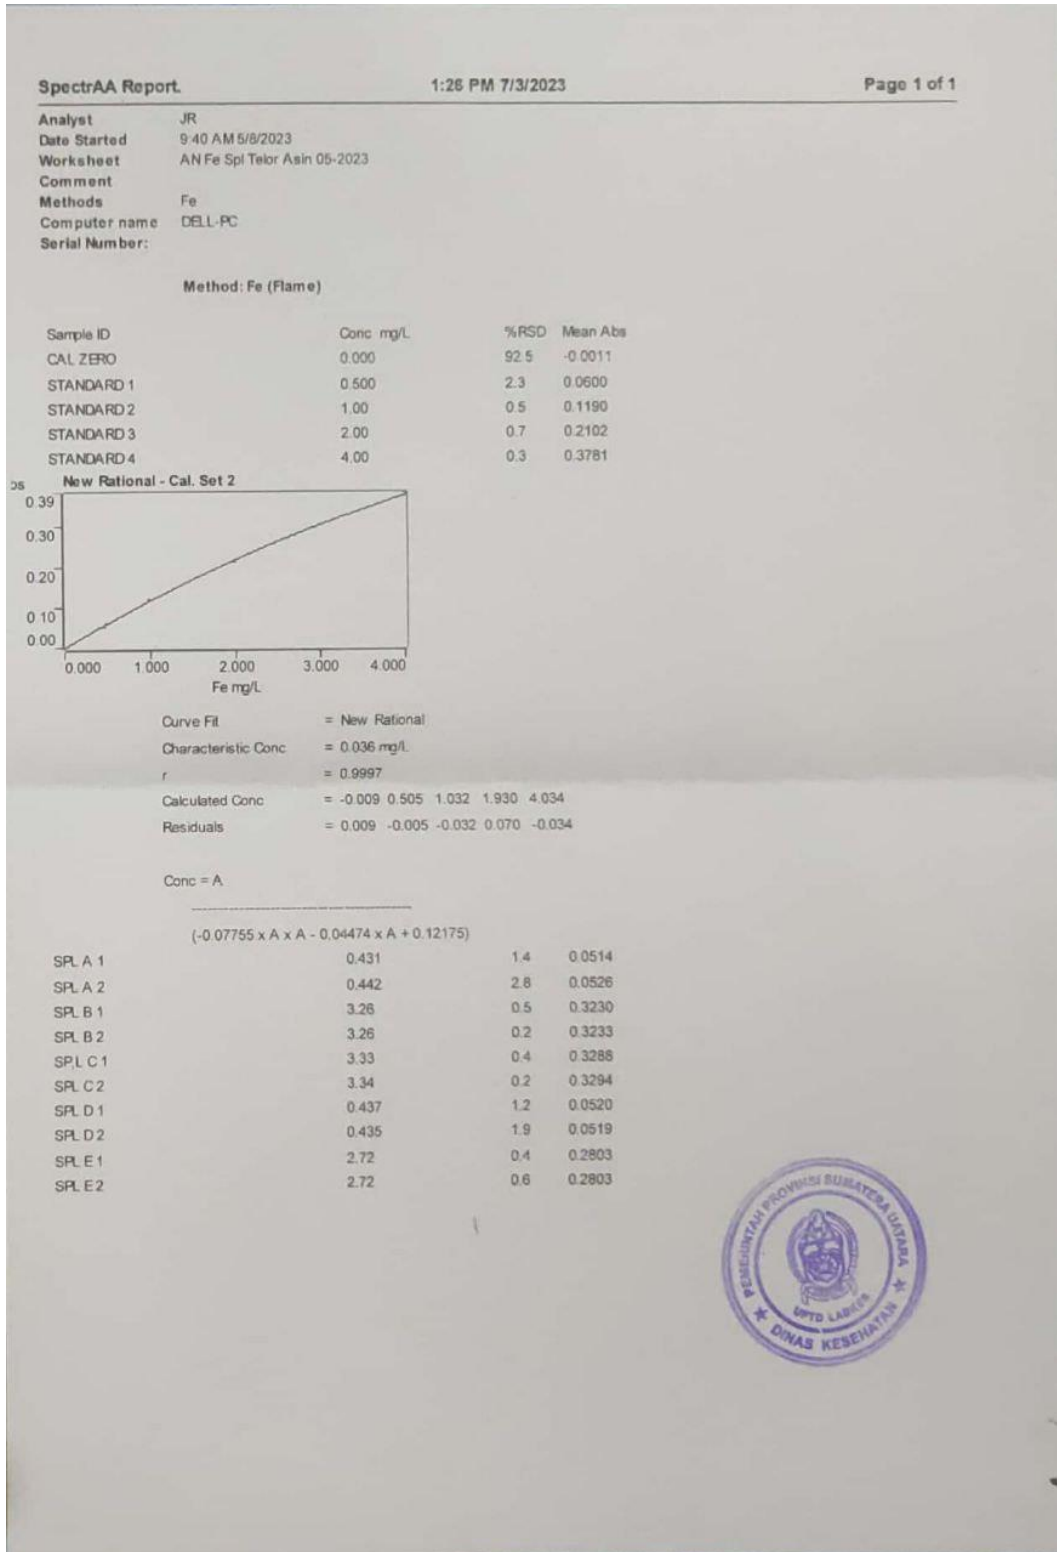 SpectrAA Report. 1:26 PM 7/3/2023 Page 1 of 1
Analyst JR
Date Started 9:40 AM 5/8/2023
Worksheet AN Fe Spl Telor Asin 05-2023
Comment
Methods Fe
Computer name DELL-PC
Serial Number:
Method: Fe (Flame)
Sample ID Conc mg/L %RSD Mean Abs
CAL ZERO 0.000 92.5 -0.0011
STANDARD 1 0.500 2.3 0.0600
STANDARD 2 1.00 0.5 0.1190
STANDARD 3 2.00 0.7 0.2102
STANDARD 4 4.00 0.3 0.3781
New Rational - Cal. Set 2
0.39
0.30
0.20
0.10
0.00
0.000 1.000 2.000 3.000 4.000
Fe mg/L
Curve Fit = New Rational
Characteristic Conc = 0.036 mg/L
r = 0.9997
Calculated Conc = -0.009 0.505 1.032 1.930 4.034
Residuals = 0.009 -0.005 -0.032 0.070 -0.034
Conc = A
(-0.07755 x A x A - 0.04474 x A + 0.12175)
SPL A 1 0.431 1.4 0.0514
SPL A 2 0.442 2.8 0.0526
SPL B 1 3.26 0.5 0.3230
SPL B 2 3.26 0.2 0.3233
SP,L C 1 3.33 0.4 0.3288
SPL C 2 3.34 0.2 0.3294
SPL D 1 0.437 1.2 0.0520
SPL D 2 0.435 1.9 0.0519
SPL E 1 2.72 0.4 0.2803
SPL E 2 2.72 0.6 0.2803
PEMERINTAH PROVINSI SUMATERA UATARA
UPTD LABKES
DINAS KESEHATAN